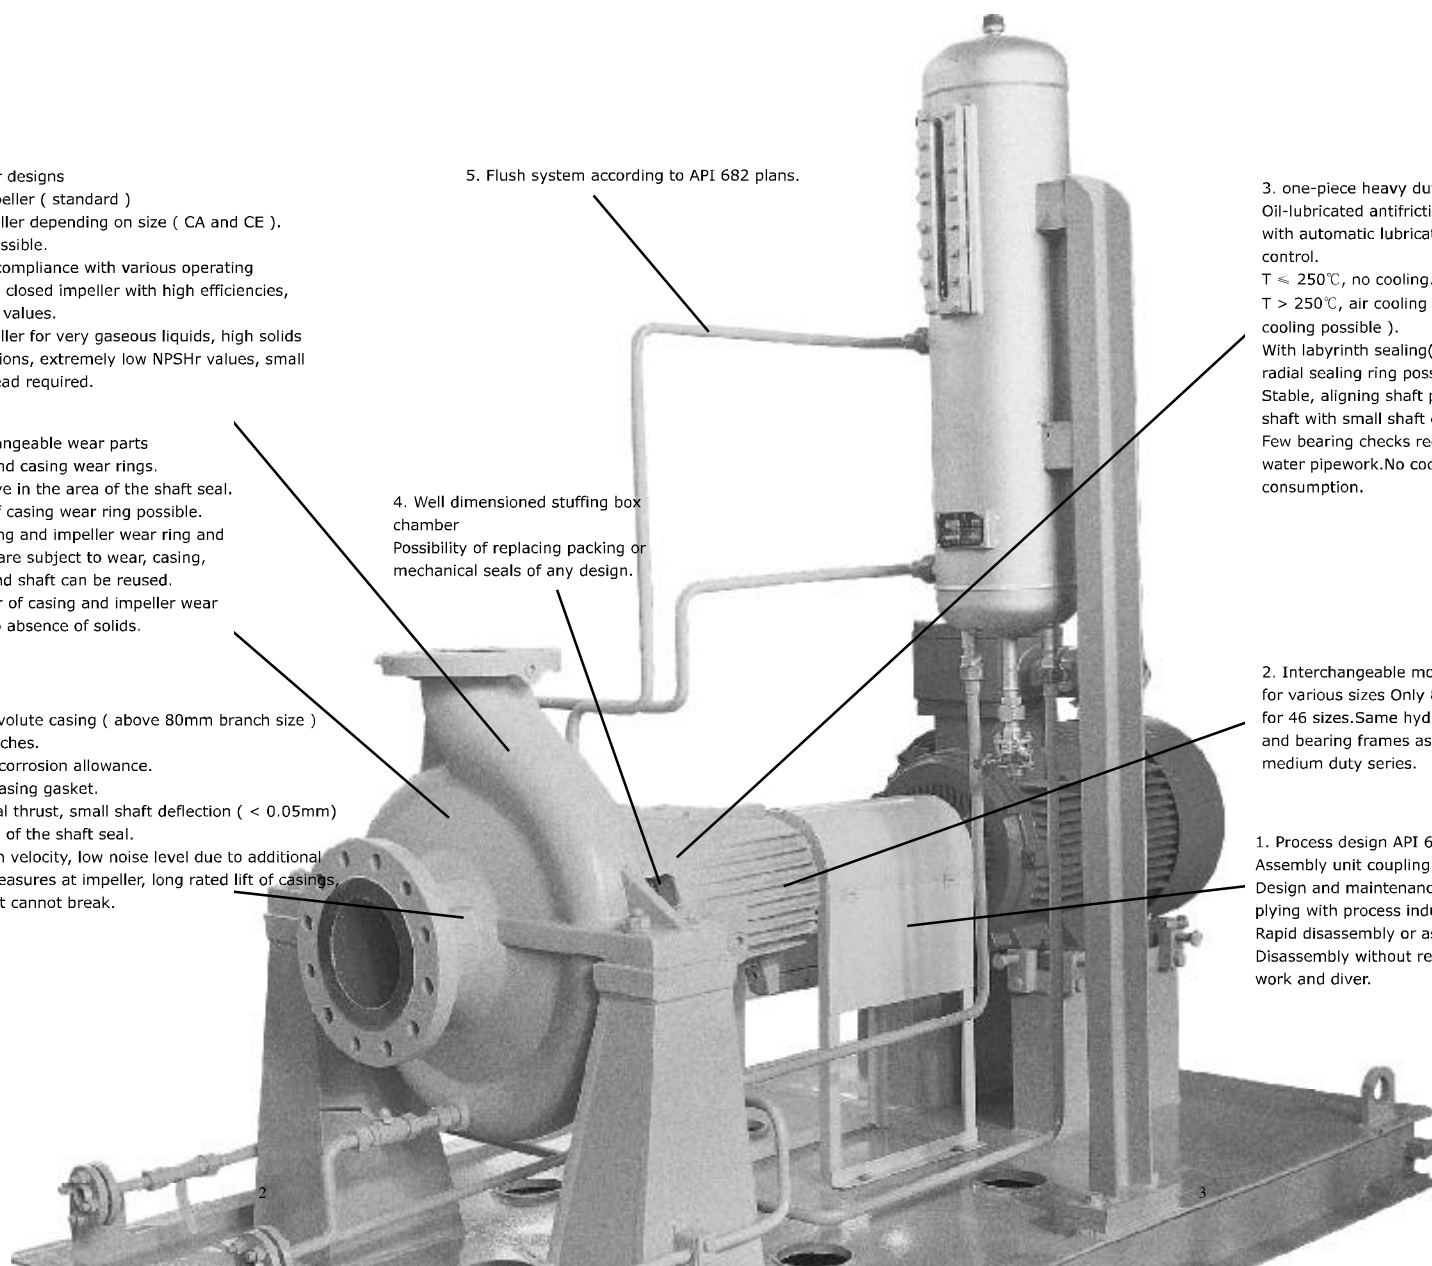 r designs
peller ( standard )
ller depending on size ( CA and CE ).
ssible.
compliance with various operating
closed impeller with high efficiencies,
values.
ller for very gaseous liquids, high solids
ions, extremely low NPSHr values, small
ead required.
angeable wear parts
nd casing wear rings.
ve in the area of the shaft seal.
f casing wear ring possible.
ng and impeller wear ring and
are subject to wear, casing,
nd shaft can be reused.
r of casing and impeller wear
o absence of solids.
volute casing ( above 80mm branch size )
ches.
corrosion allowance.
asing gasket.
al thrust, small shaft deflection ( < 0.05mm)
of the shaft seal.
n velocity, low noise level due to additional
easures at impeller, long rated lift of casings,
t cannot break.
5. Flush system according to API 682 plans.
4. Well dimensioned stuffing box
chamber
Possibility of replacing packing or
mechanical seals of any design.
3. one-piece heavy du
Oil-lubricated antifricti
with automatic lubrica
control.
T ≤ 250℃, no cooling.
T > 250℃, air cooling
cooling possible ).
With labyrinth sealing(
radial sealing ring poss
Stable, aligning shaft p
shaft with small shaft
Few bearing checks re
water pipework.No coo
consumption.
2. Interchangeable mo
for various sizes Only 8
for 46 sizes.Same hyd
and bearing frames as
medium duty series.
1. Process design API 6
Assembly unit coupling
Design and maintenanc
plying with process indu
Rapid disassembly or as
Disassembly without re
work and diver.
2
3